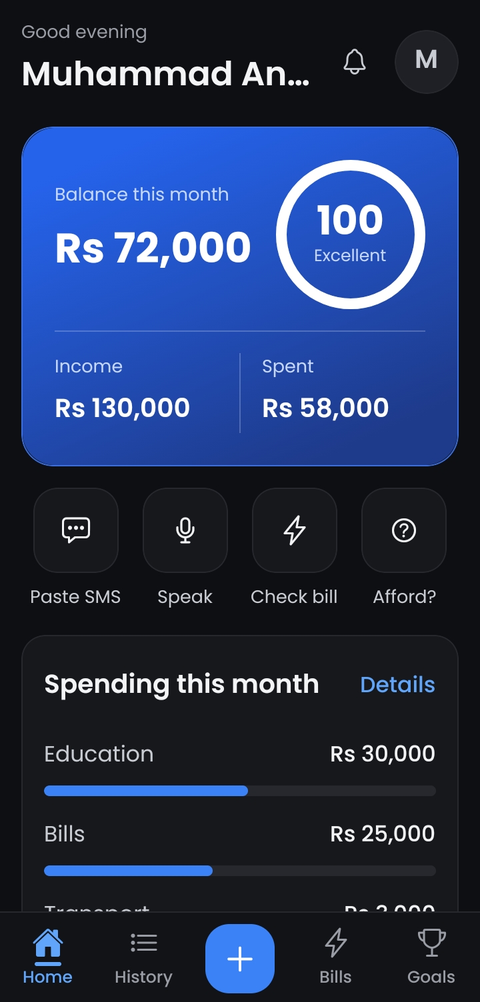 Good evening
Muhammad An...
M
Balance this month
Rs 72,000
100
Excellent
Income
Rs 130,000
Spent
Rs 58,000
Paste SMS
Speak
Check bill
Afford?
Spending this month
Details
Education
Rs 30,000
Bills
Rs 25,000
Transport
Home
History
Bills
Goals